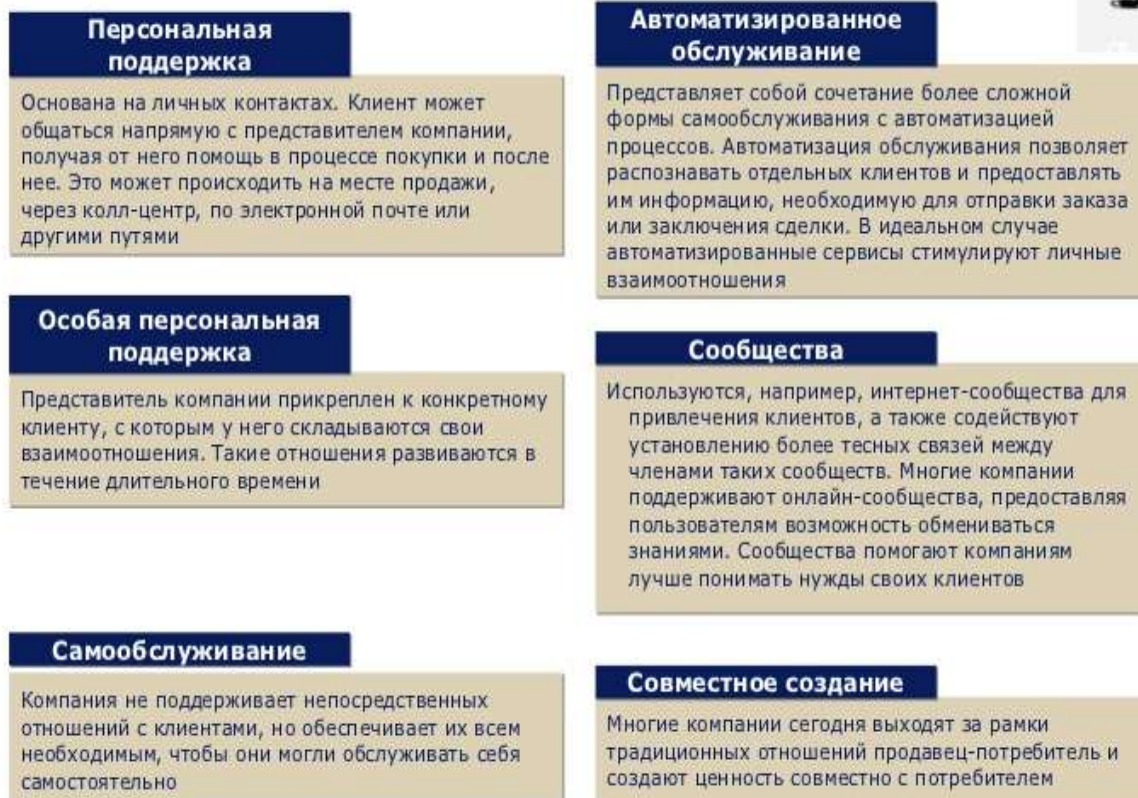 Персональная
поддержка
Основана на личных контактах. Клиент может
общаться напрямую с представителем компании,
получая от него помощь в процессе покупки и после
нее. Это может происходить на месте продажи,
через колл-центр, по электронной почте или
другими путями
Особая персональная
поддержка
Представитель компании прикреплен к конкретному
клиенту, с которым у него складываются свои
взаимоотношения. Такие отношения развиваются в
течение длительного времени
Самообслуживание
Компания не поддерживает непосредственных
отношений с клиентами, но обеспечивает их всем
необходимым, чтобы они могли обслуживать себя
самостоятельно
Автоматизированное
обслуживание
Представляет собой сочетание более сложной
формы самообслуживания с автоматизацией
процессов. Автоматизация обслуживания позволяет
распознавать отдельных клиентов и предоставлять
им информацию, необходимую для отправки заказа
или заключения сделки. В идеальном случае
автоматизированные сервисы стимулируют личные
взаимоотношения
Сообщества
Используются, например, интернет-сообщества для
привлечения клиентов, а также содействуют
установлению более тесных связей между
членами таких сообществ. Многие компании
поддерживают онлайн-сообщества, предоставляя
пользователям возможность обмениваться
знаниями. Сообщества помогают компаниям
лучше понимать нужды своих клиентов
Совместное создание
Многие компании сегодня выходят за рамки
традиционных отношений продавец-потребитель и
создают ценность совместно с потребителем